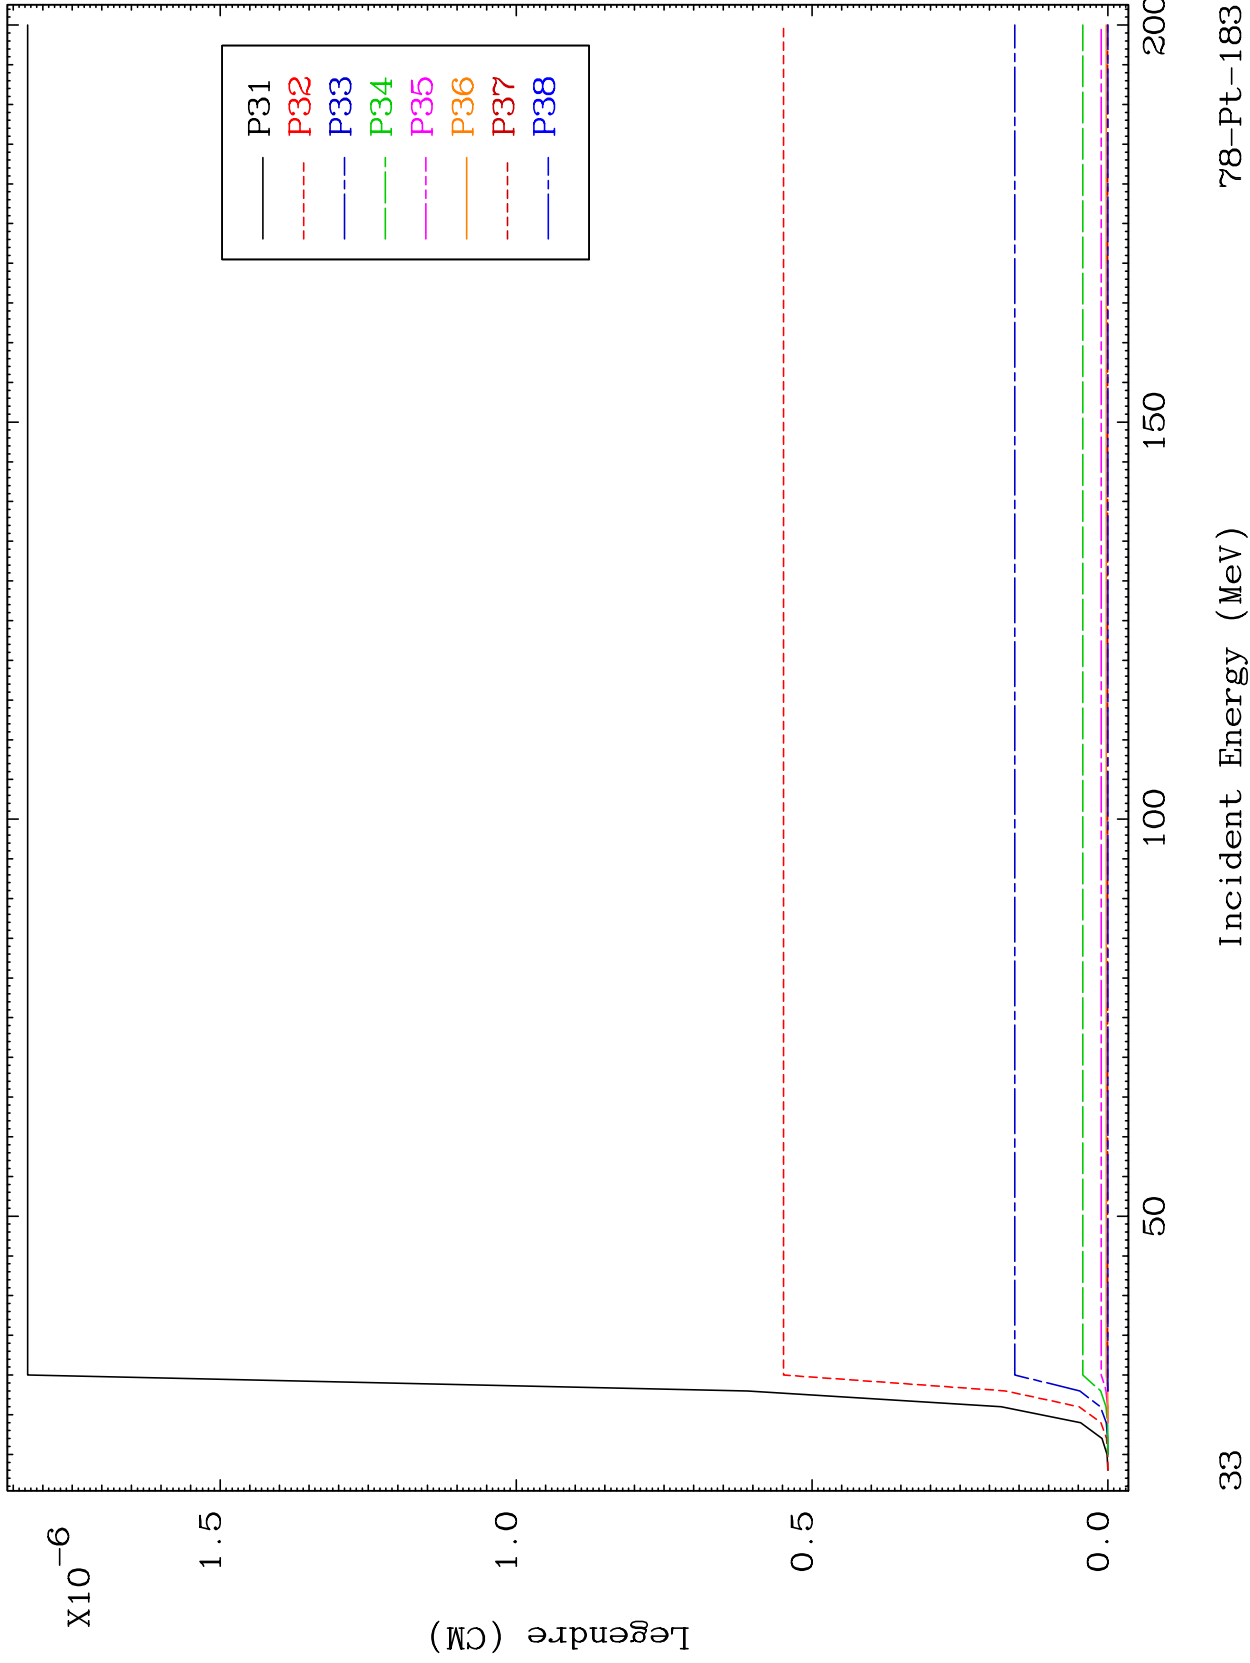 X10-6
1.5
1.0
0.5
0.0
Legendre (CM)
P31
P32
P33
P34
P35
P36
P37
P38
50
100
150
200
Incident Energy (MeV)
33
78-Pt-183